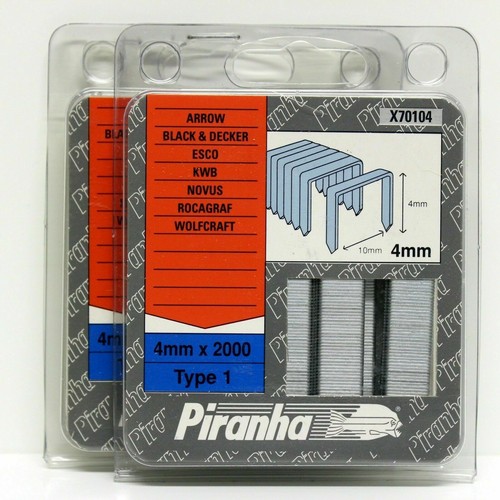 X70104
ARROW
BLACK & DECKER
ESCO
KWB
NOVUS
ROCAGRAF
WOLFCRAFT
4mm
10mm
4mm
4mm x 2000
Type 1
Piranha®